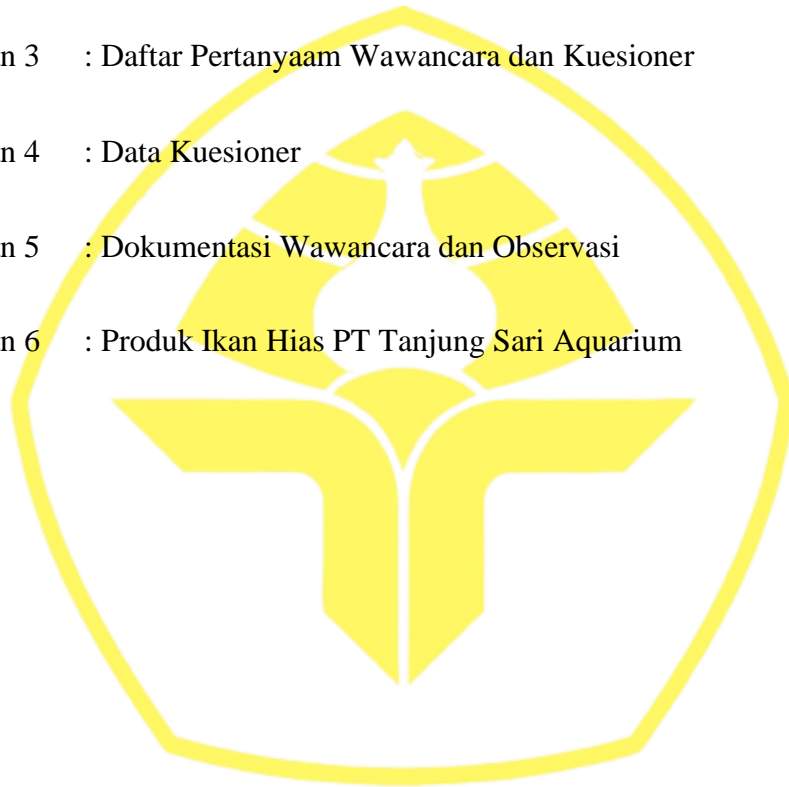 n 3 : Daftar Pertanyaam Wawancara dan Kuesioner
n 4 : Data Kuesioner
n 5 : Dokumentasi Wawancara dan Observasi
n 6 : Produk Ikan Hias PT Tanjung Sari Aquarium